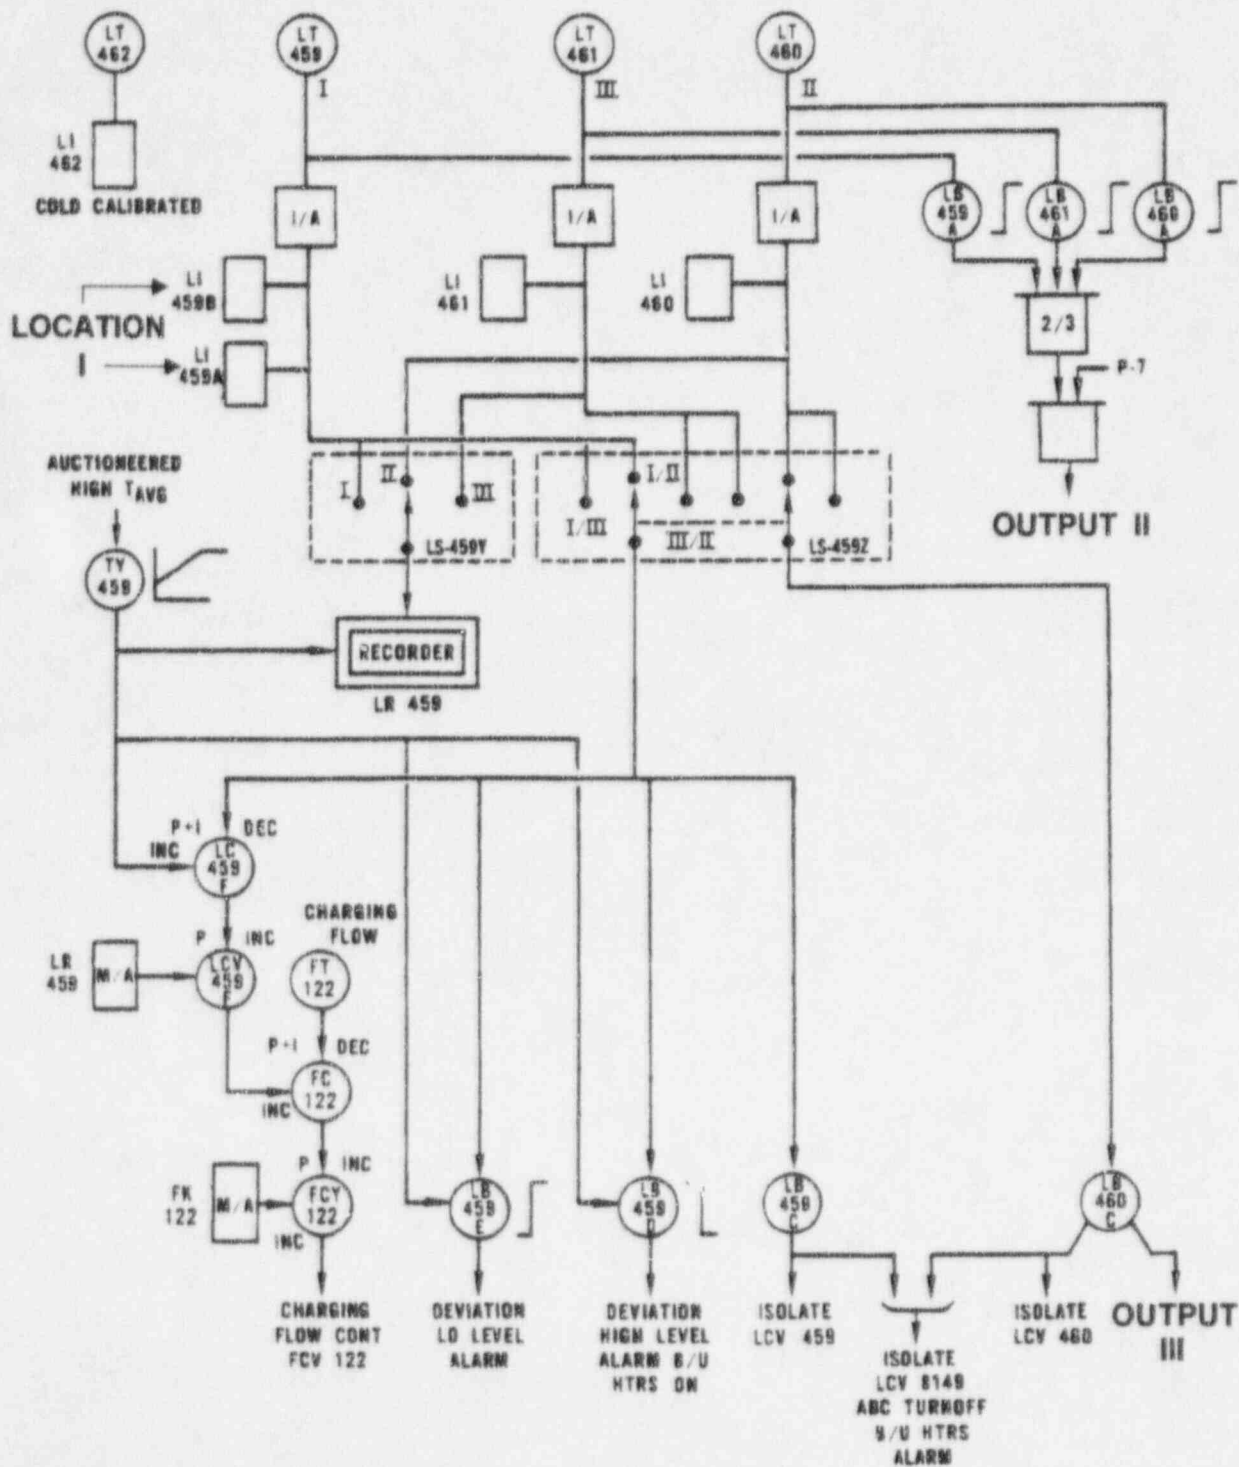 LT
462
LT
459
LT
461
LT
460
I
III
II
LI
462
COLD CALIBRATED
I/A
I/A
I/A
LB
459
A
LB
461
A
LB
460
A
LI
459B
LI
461
LI
460
LOCATION
I
LI
459A
2/3
P-7
AUCTIONEERED
HIGH TAVG
I
II
III
I/II
I/III
III/II
LS-459Y
LS-459Z
OUTPUT II
TY
459
RECORDER
LR 459
P+I
DEC
INC
LC
459
F
CHARGING
FLOW
P
INC
LR
459
M/A
LCV
459
F
FT
122
P+I
DEC
FC
122
INC
P
INC
FK
122
M/A
FCY
122
INC
LB
459
E
LB
459
D
LB
459
C
LB
460
C
CHARGING
FLOW CONT
FCV 122
DEVIATION
LO LEVEL
ALARM
DEVIATION
HIGH LEVEL
ALARM B/U
HTRS ON
ISOLATE
LCV 459
ISOLATE
LCV 8149
ABC TURNOFF
B/U HTRS
ALARM
ISOLATE
LCV 460
OUTPUT
III